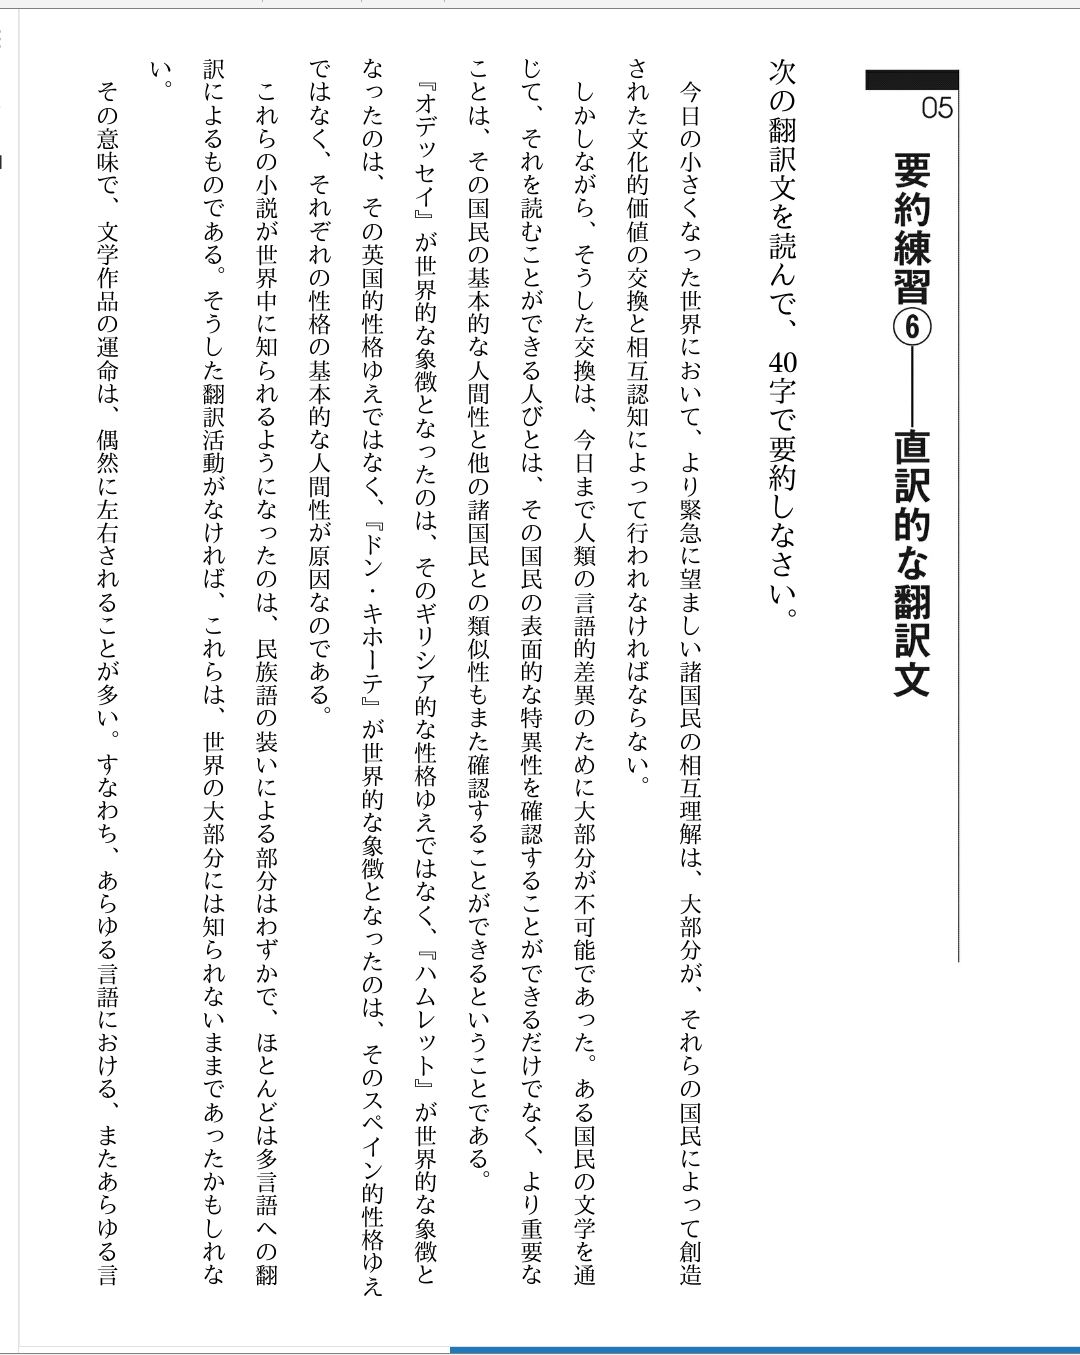 05
要約練習⑥――直訳的な翻訳文
次の翻訳文を読んで、40字で要約しなさい。
今日の小さくなった世界において、より緊急に望ましい諸国民の相互理解は、大部分が、それらの国民によって創造
された文化的価値の交換と相互認知によって行われなければならない。
しかしながら、そうした交換は、今日まで人類の言語的差異のために大部分が不可能であった。ある国民の文学を通
じて、それを読むことができる人びとは、その国民の表面的な特異性を確認することができるだけでなく、より重要な
ことは、その国民の基本的な人間性と他の諸国民との類似性もまた確認することができるということである。
『オデッセイ』が世界的な象徴となったのは、そのギリシア的な性格ゆえではなく、『ハムレット』が世界的な象徴と
なったのは、その英国的性格ゆえではなく、『ドン・キホーテ』が世界的な象徴となったのは、そのスペイン的性格ゆえ
ではなく、それぞれの性格の基本的な人間性が原因なのである。
これらの小説が世界中に知られるようになったのは、民族語の装いによる部分はわずかで、ほとんどは多言語への翻
訳によるものである。そうした翻訳活動がなければ、これらは、世界の大部分には知られないままであったかもしれな
い。
その意味で、文学作品の運命は、偶然に左右されることが多い。すなわち、あらゆる言語における、またあらゆる言